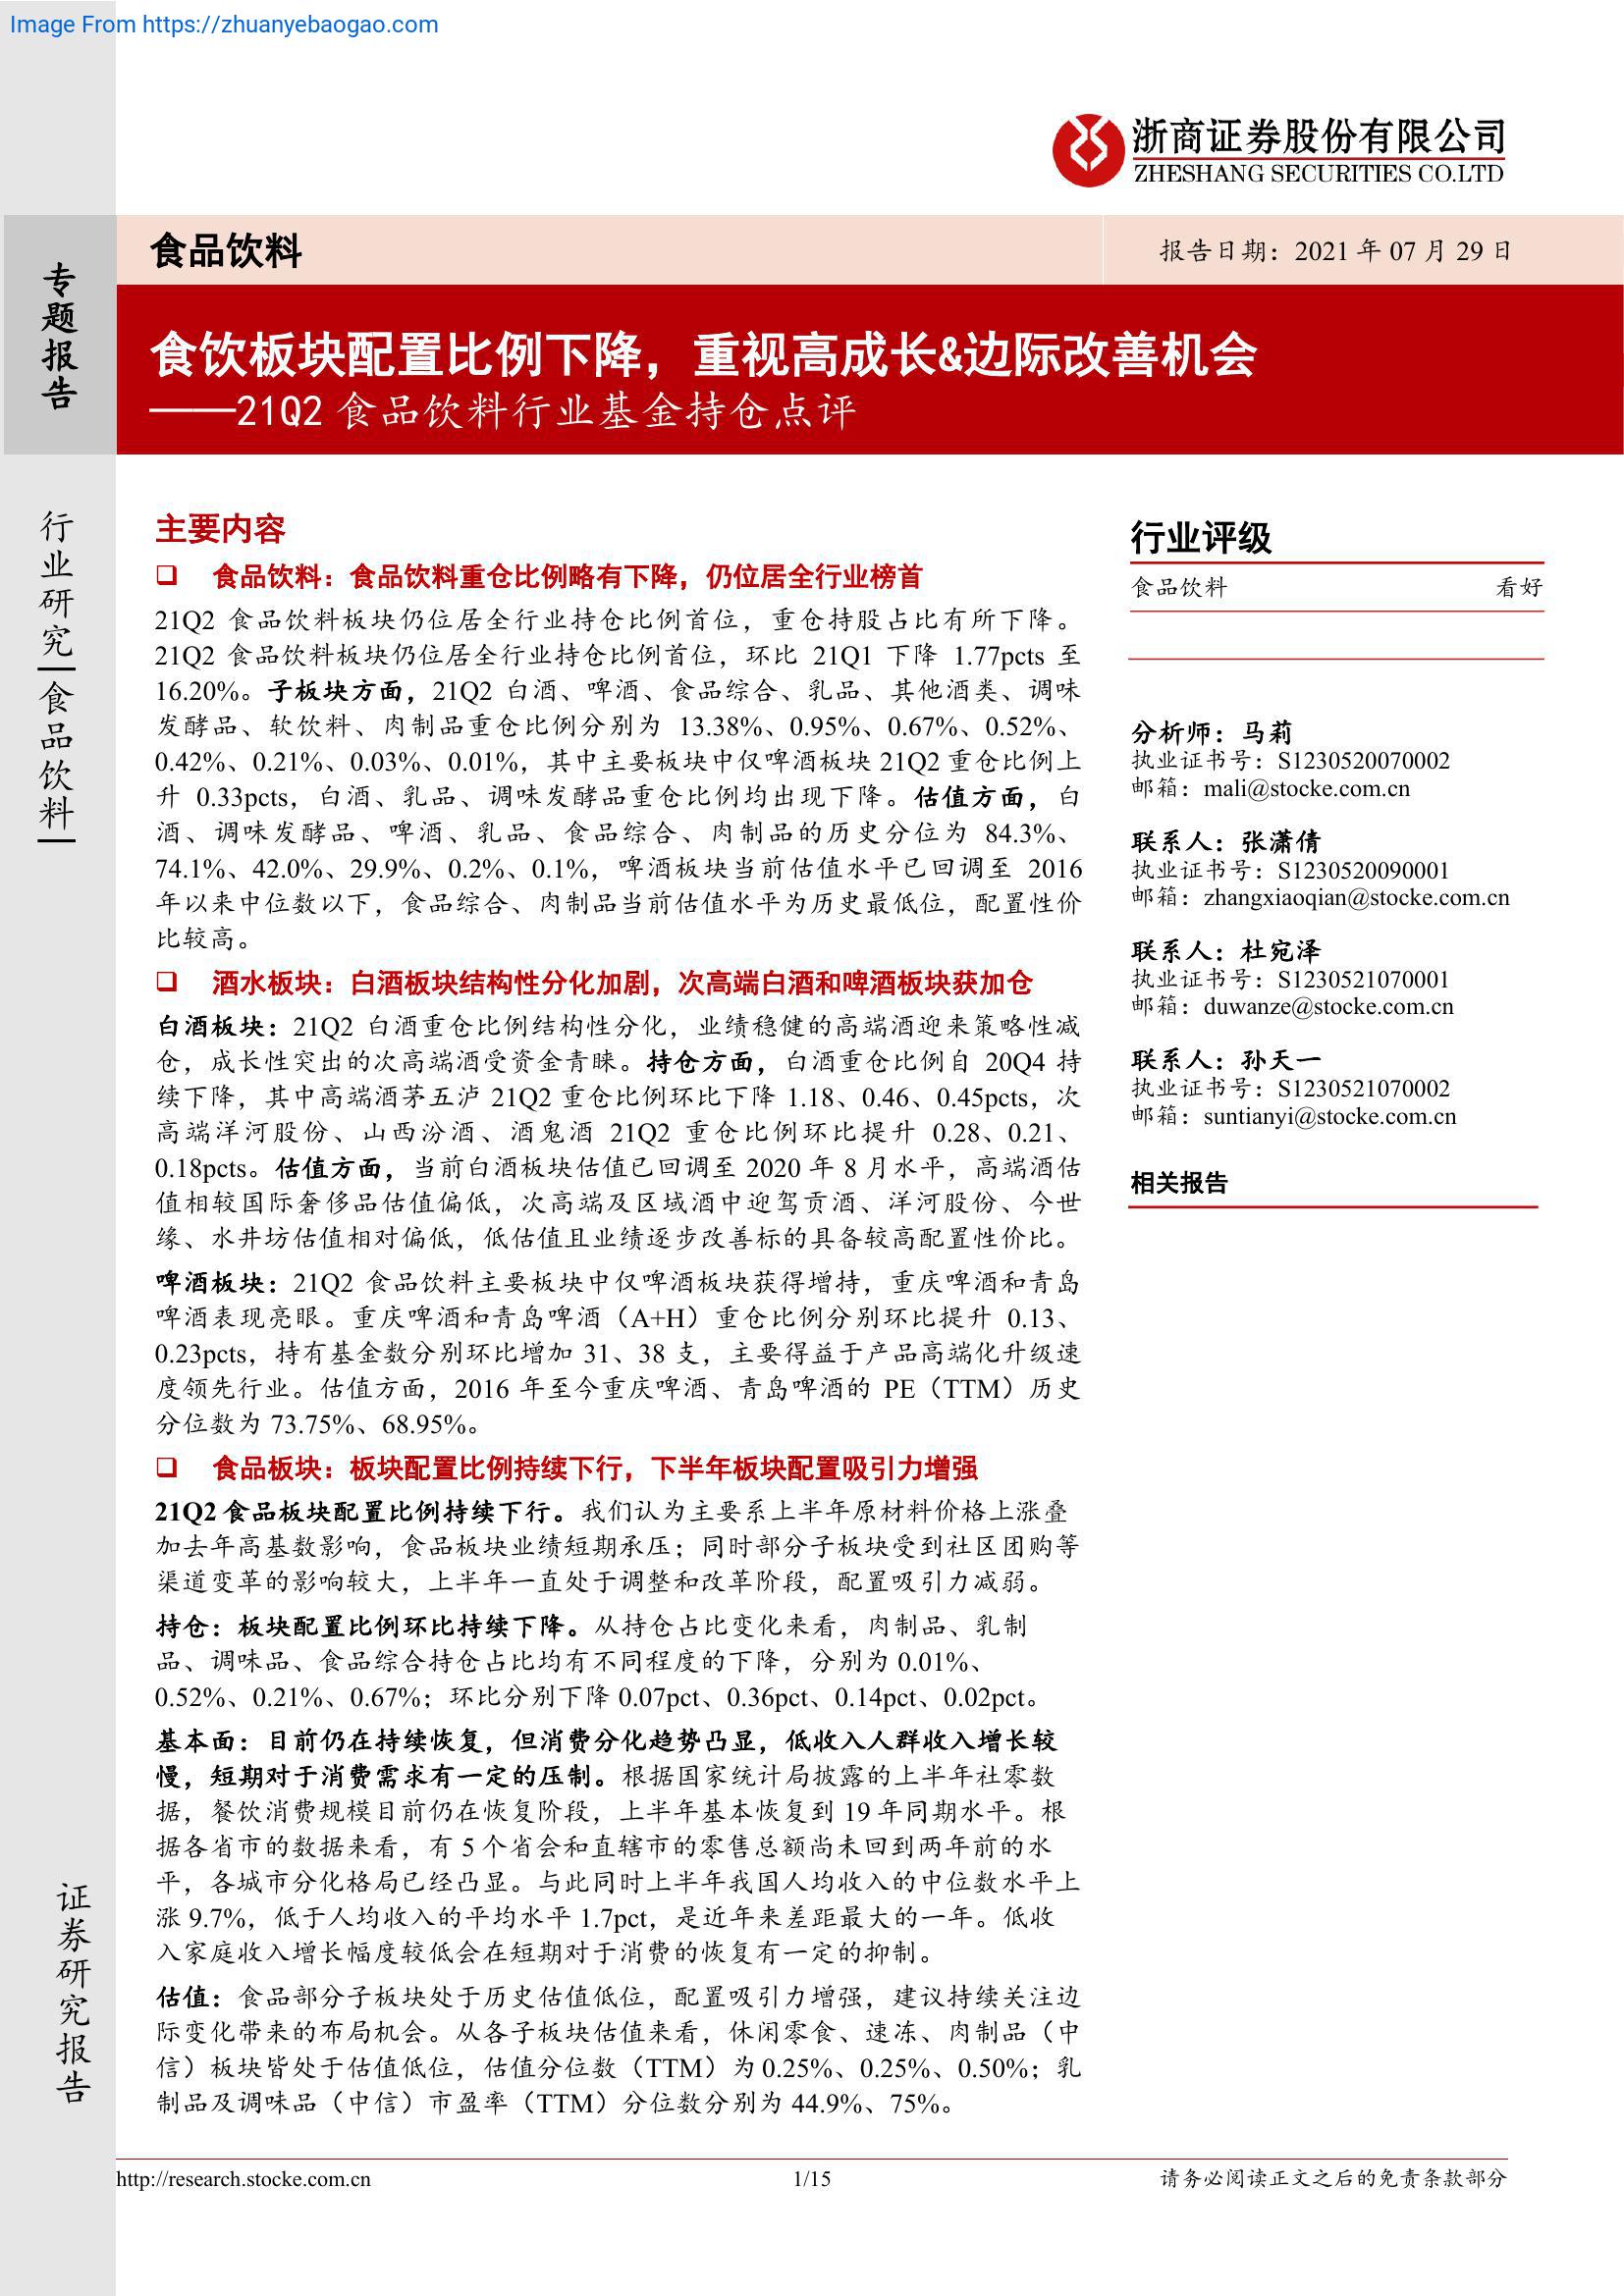 Image From https://zhuanyebaogao.com
浙商证券股份有限公司
ZHESHANG SECURITIES CO.LTD
专题报告
食品饮料
报告日期：2021 年 07 月 29 日
食饮板块配置比例下降，重视高成长&边际改善机会
——21Q2 食品饮料行业基金持仓点评
行业研究|食品饮料|
主要内容
❑ 食品饮料：食品饮料重仓比例略有下降，仍位居全行业榜首
21Q2 食品饮料板块仍位居全行业持仓比例首位，重仓持股占比有所下降。
21Q2 食品饮料板块仍位居全行业持仓比例首位，环比 21Q1 下降 1.77pcts 至
16.20%。子板块方面，21Q2 白酒、啤酒、食品综合、乳品、其他酒类、调味
发酵品、软饮料、肉制品重仓比例分别为 13.38%、0.95%、0.67%、0.52%、
0.42%、0.21%、0.03%、0.01%，其中主要板块中仅啤酒板块 21Q2 重仓比例上
升 0.33pcts，白酒、乳品、调味发酵品重仓比例均出现下降。估值方面，白
酒、调味发酵品、啤酒、乳品、食品综合、肉制品的历史分位为 84.3%、
74.1%、42.0%、29.9%、0.2%、0.1%，啤酒板块当前估值水平已回调至 2016
年以来中位数以下，食品综合、肉制品当前估值水平为历史最低位，配置性价
比较高。
❑ 酒水板块：白酒板块结构性分化加剧，次高端白酒和啤酒板块获加仓
白酒板块：21Q2 白酒重仓比例结构性分化，业绩稳健的高端酒迎来策略性减
仓，成长性突出的次高端酒受资金青睐。持仓方面，白酒重仓比例自 20Q4 持
续下降，其中高端酒茅五泸 21Q2 重仓比例环比下降 1.18、0.46、0.45pcts，次
高端洋河股份、山西汾酒、酒鬼酒 21Q2 重仓比例环比提升 0.28、0.21、
0.18pcts。估值方面，当前白酒板块估值已回调至 2020 年 8 月水平，高端酒估
值相较国际奢侈品估值偏低，次高端及区域酒中迎驾贡酒、洋河股份、今世
缘、水井坊估值相对偏低，低估值且业绩逐步改善标的具备较高配置性价比。
啤酒板块：21Q2 食品饮料主要板块中仅啤酒板块获得增持，重庆啤酒和青岛
啤酒表现亮眼。重庆啤酒和青岛啤酒（A+H）重仓比例分别环比提升 0.13、
0.23pcts，持有基金数分别环比增加 31、38 支，主要得益于产品高端化升级速
度领先行业。估值方面，2016 年至今重庆啤酒、青岛啤酒的 PE（TTM）历史
分位数为 73.75%、68.95%。
❑ 食品板块：板块配置比例持续下行，下半年板块配置吸引力增强
21Q2 食品板块配置比例持续下行。我们认为主要系上半年原材料价格上涨叠
加去年高基数影响，食品板块业绩短期承压；同时部分子板块受到社区团购等
渠道变革的影响较大，上半年一直处于调整和改革阶段，配置吸引力减弱。
持仓：板块配置比例环比持续下降。从持仓占比变化来看，肉制品、乳制
品、调味品、食品综合持仓占比均有不同程度的下降，分别为 0.01%、
0.52%、0.21%、0.67%；环比分别下降 0.07pct、0.36pct、0.14pct、0.02pct。
基本面：目前仍在持续恢复，但消费分化趋势凸显，低收入人群收入增长较
慢，短期对于消费需求有一定的压制。根据国家统计局披露的上半年社零数
据，餐饮消费规模目前仍在恢复阶段，上半年基本恢复到 19 年同期水平。根
据各省市的数据来看，有 5 个省会和直辖市的零售总额尚未回到两年前的水
平，各城市分化格局已经凸显。与此同时上半年我国人均收入的中位数水平上
涨 9.7%，低于人均收入的平均水平 1.7pct，是近年来差距最大的一年。低收
入家庭收入增长幅度较低会在短期对于消费的恢复有一定的抑制。
估值：食品部分子板块处于历史估值低位，配置吸引力增强，建议持续关注边
际变化带来的布局机会。从各子板块估值来看，休闲零食、速冻、肉制品（中
信）板块皆处于估值低位，估值分位数（TTM）为 0.25%、0.25%、0.50%；乳
制品及调味品（中信）市盈率（TTM）分位数分别为 44.9%、75%。
行业评级
食品饮料 看好
分析师：马莉
执业证书号：S1230520070002
邮箱：mali@stocke.com.cn
联系人：张潇倩
执业证书号：S1230520090001
邮箱：zhangxiaoqian@stocke.com.cn
联系人：杜宛泽
执业证书号：S1230521070001
邮箱：duwanze@stocke.com.cn
联系人：孙天一
执业证书号：S1230521070002
邮箱：suntianyi@stocke.com.cn
相关报告
证券研究报告
http://research.stocke.com.cn
1/15
请务必阅读正文之后的免责条款部分